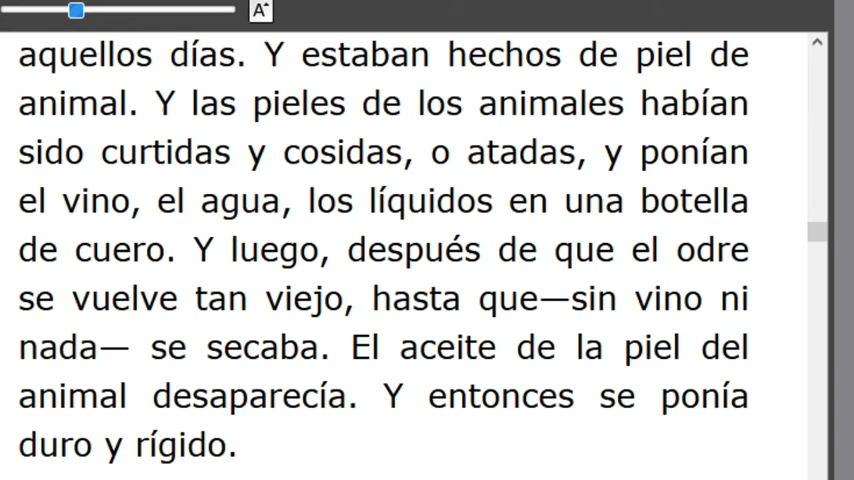 A
aquellos días. Y estaban hechos de piel de
animal. Y las pieles de los animales habían
sido curtidas y cosidas, o atadas, y ponían
el vino, el agua, los líquidos en una botella
de cuero. Y luego, después de que el odre
se vuelve tan viejo, hasta que—sin vino ni
nada— se secaba. El aceite de la piel del
animal desaparecía. Y entonces se ponía
duro y rígido.